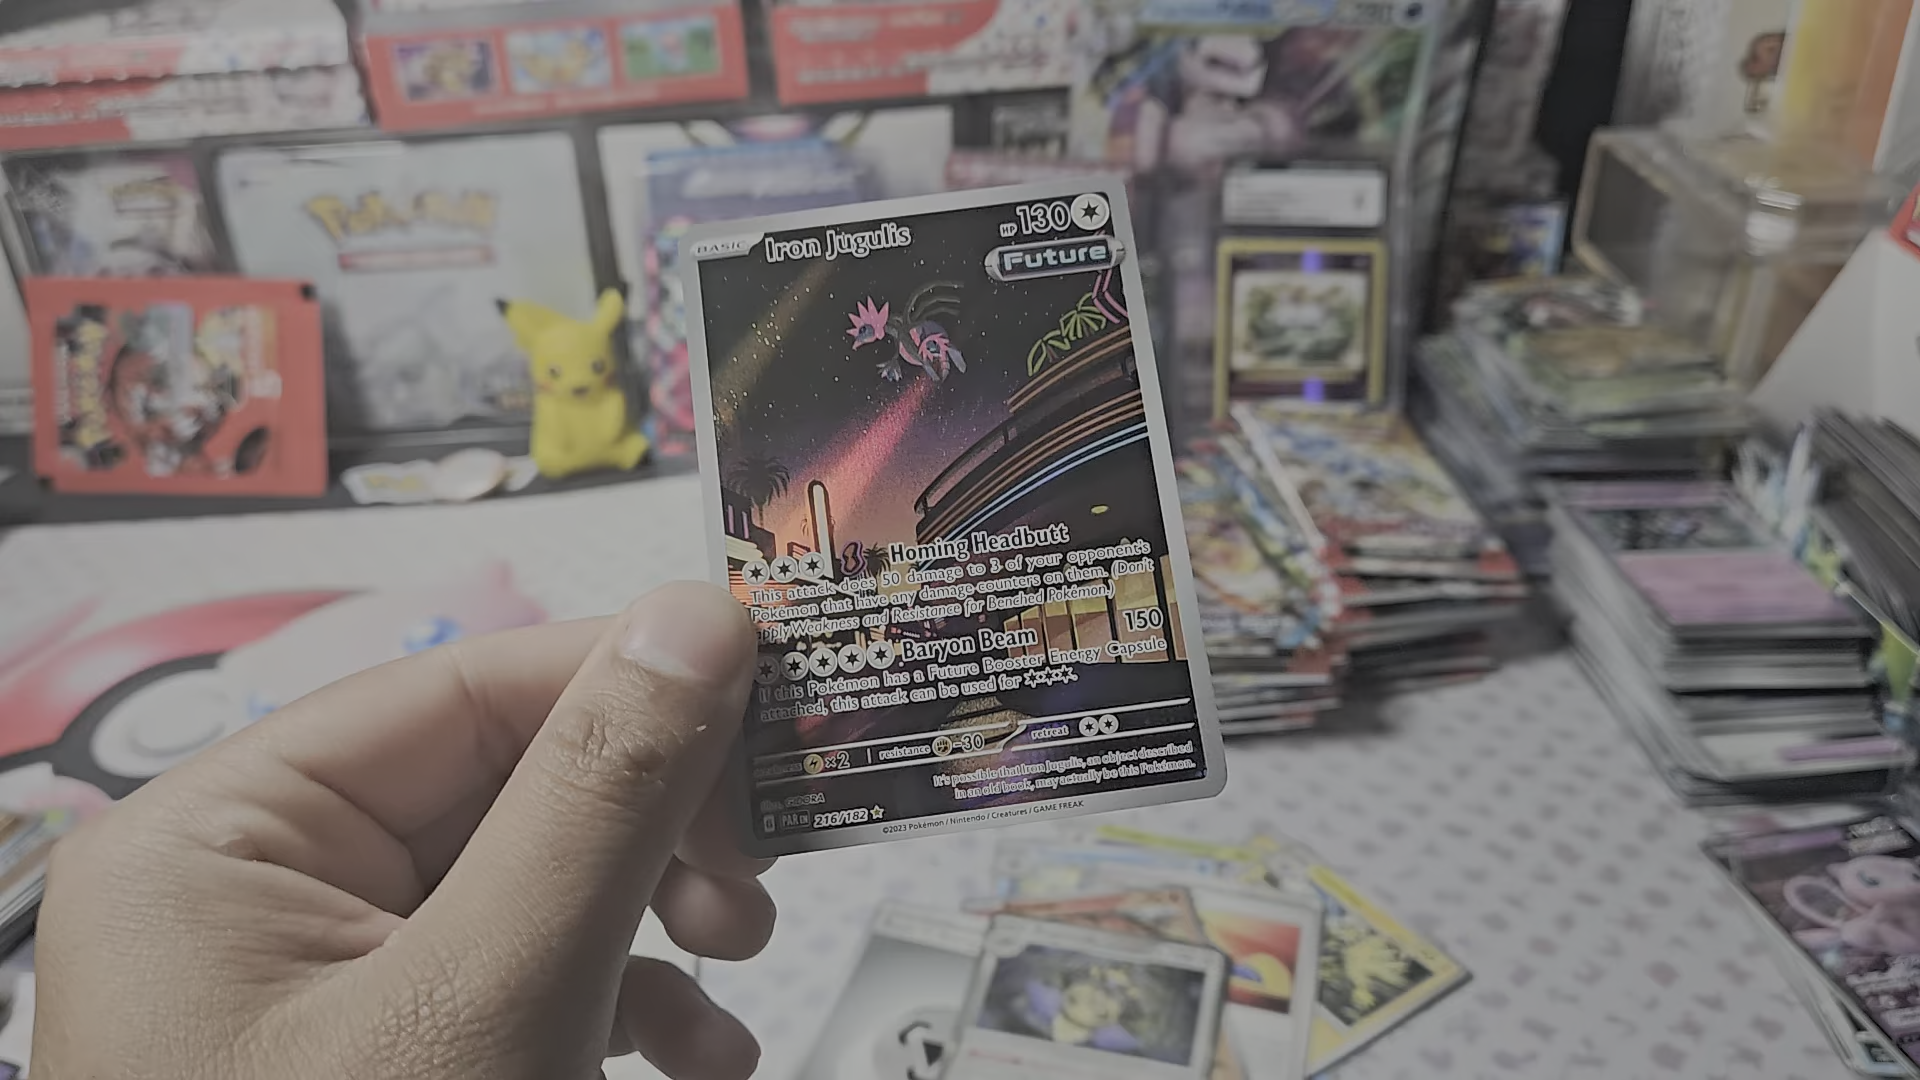 BASIC Iron Jugulis HP 130
Future
Homing Headbutt
This attack does 50 damage to 3 of your opponent's
Pokémon that have any damage counters on them. (Don't
apply Weakness and Resistance for Benched Pokémon.)
Baryon Beam 150
If this Pokémon has a Future Booster Energy Capsule
attached, this attack can be used for
weakness ×2 resistance -30 retreat
It's possible that Iron Jugulis, an object described
in an old book, may actually be this Pokémon.
Illus. GIDORA
G PAR EN 216/182
©2023 Pokémon / Nintendo / Creatures / GAME FREAK